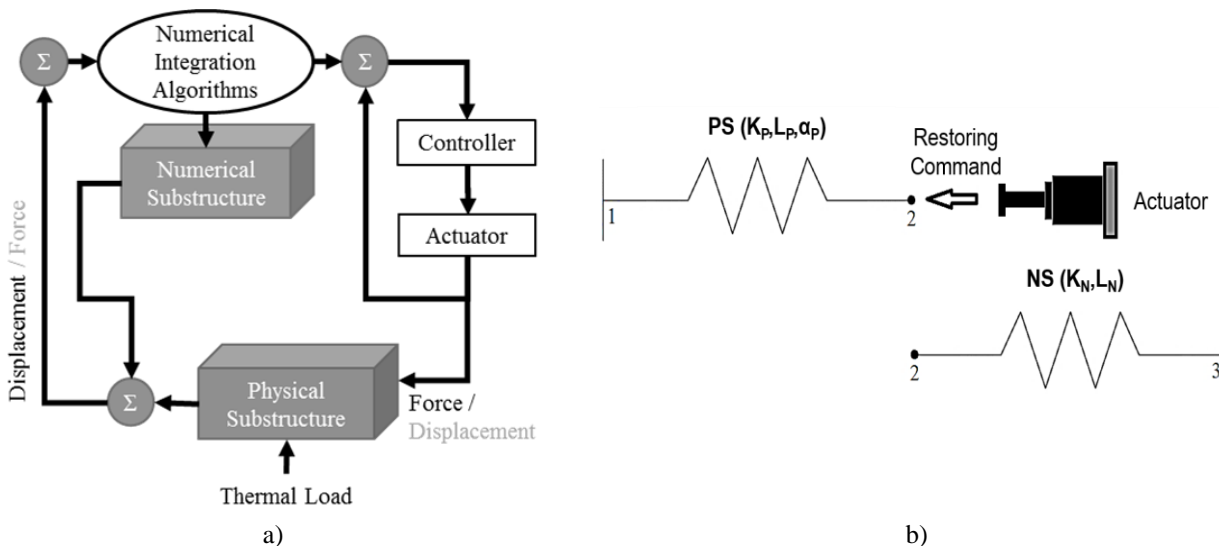 Σ
Numerical
Integration
Algorithms
Σ
Controller
Numerical
Substructure
Actuator
Displacement / Force
Σ
Physical
Substructure
Force /
Displacement
Thermal Load
a)
PS (K_P,L_P,α_P)
Restoring
Command
1
2
Actuator
NS (K_N,L_N)
2
3
b)